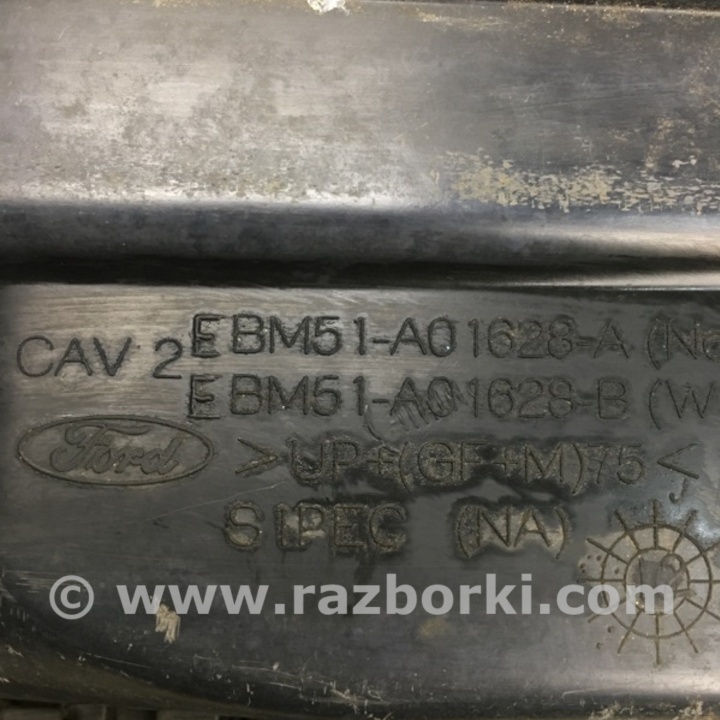 EBM51-A01628-A (N
CAV 2
EBM51-A01628-B (W
Ford
>UP+(GF+M)75<
SIPEC (NA)
© www.razborki.com